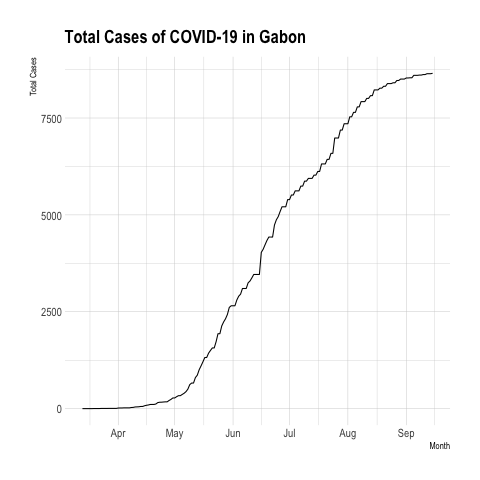 Total Cases of COVID-19 in Gabon
Total Cases
7500
5000
2500
0
Apr May Jun Jul Aug Sep
Month